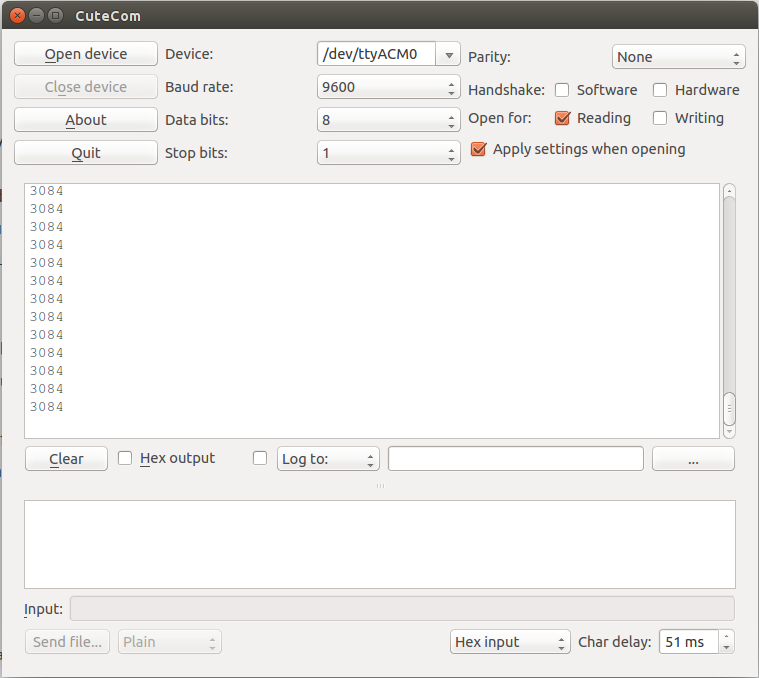 CuteCom
Open device Device: /dev/ttyACM0 Parity: None
Close device Baud rate: 9600 Handshake: Software Hardware
About Data bits: 8 Open for: Reading Writing
Quit Stop bits: 1 Apply settings when opening
3084
3084
3084
3084
3084
3084
3084
3084
3084
3084
3084
3084
3084
Clear Hex output Log to: ...
Input:
Send file... Plain Hex input Char delay: 51 ms